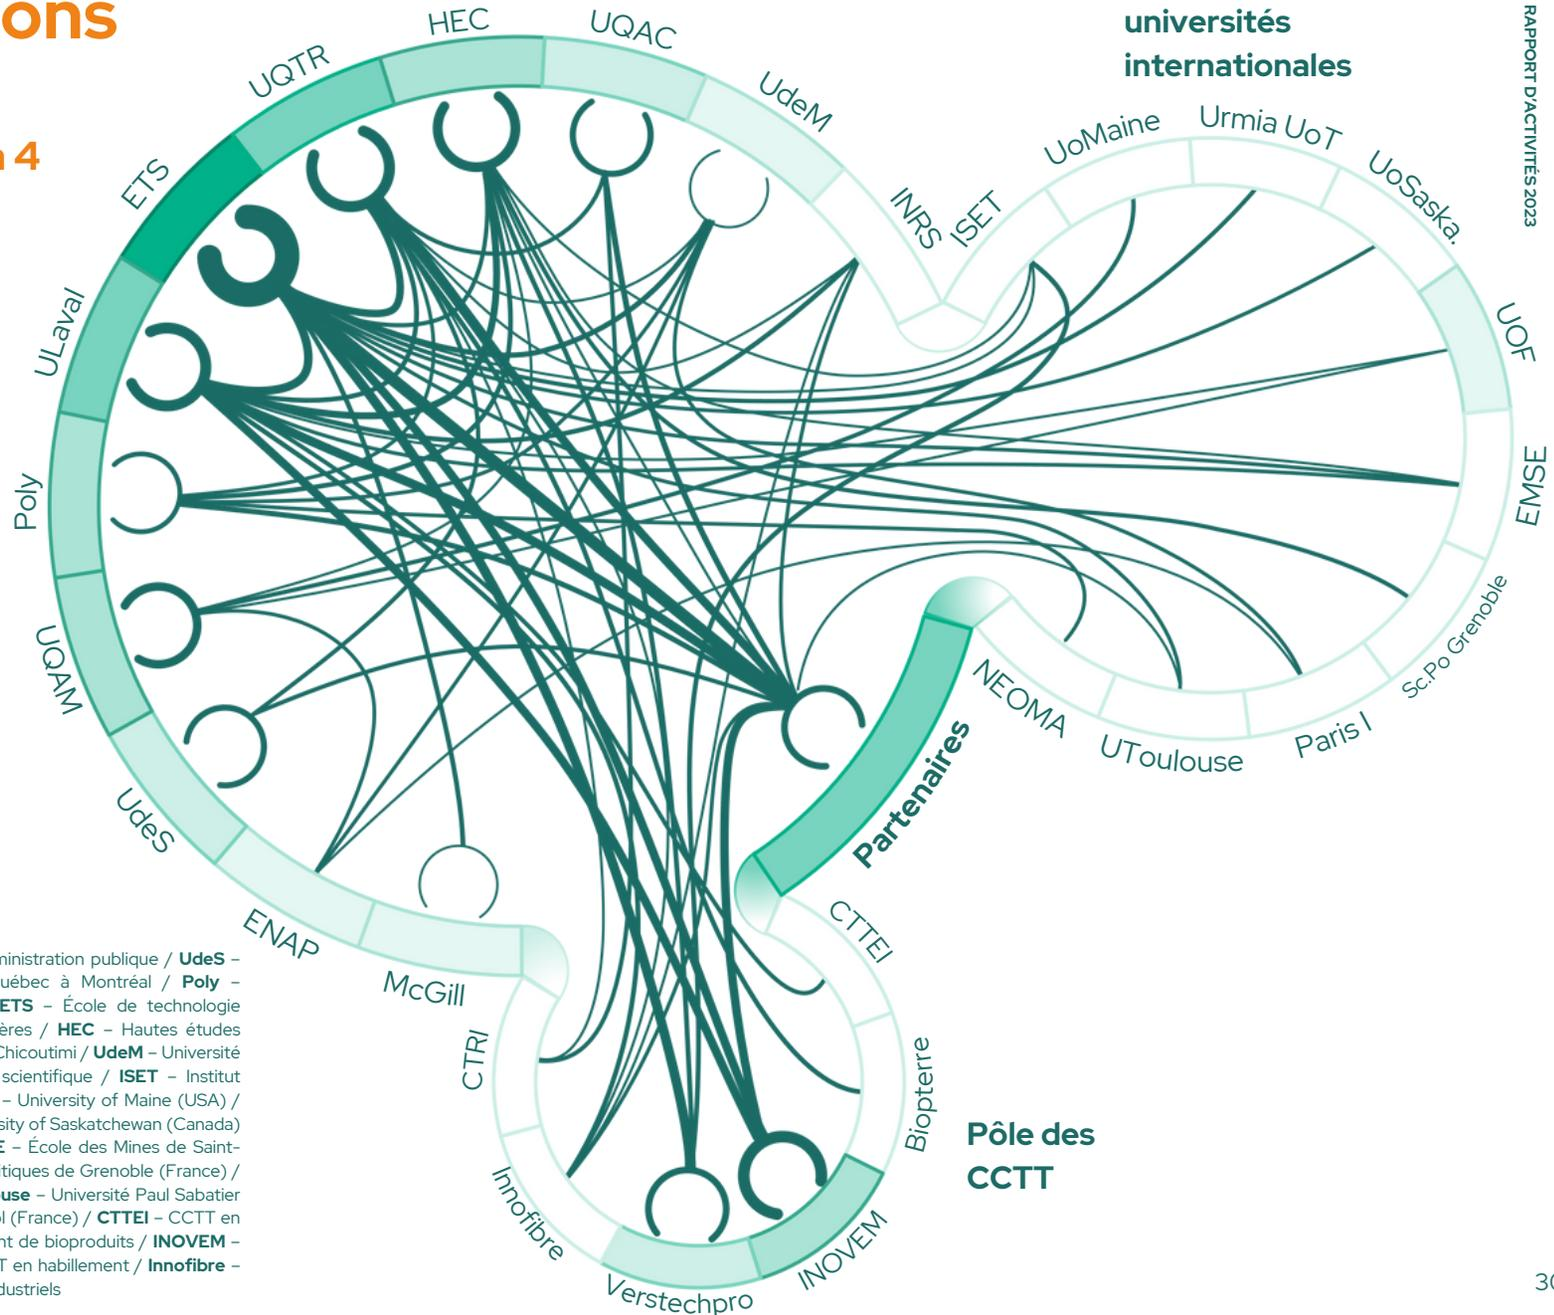 ons
n 4
universités
internationales
RAPPORT D'ACTIVITÉS 2023
HEC
UQAC
UQTR
UdeM
ETS
INRS
ISET
UoMaine
Urmia UoT
UoSaska.
UOF
EMSE
Sc.Po Grenoble
Paris I
UToulouse
NEOMA
Partenaires
ULaval
Poly
UQAM
UdeS
ENAP
McGill
CTRI
Innofibre
Verstechpro
INOVEM
Biopterre
CTTEI
Pôle des
CCTT
ministration publique / UdeS –
uébec à Montréal / Poly –
ETS – École de technologie
ères / HEC – Hautes études
Chicoutimi / UdeM – Université
scientifique / ISET – Institut
– University of Maine (USA) /
sity of Saskatchewan (Canada)
E – École des Mines de Saint-
itiques de Grenoble (France) /
use – Université Paul Sabatier
l (France) / CTTEI – CCTT en
nt de bioproduits / INOVEM –
T en habillement / Innofibre –
dustriels
30